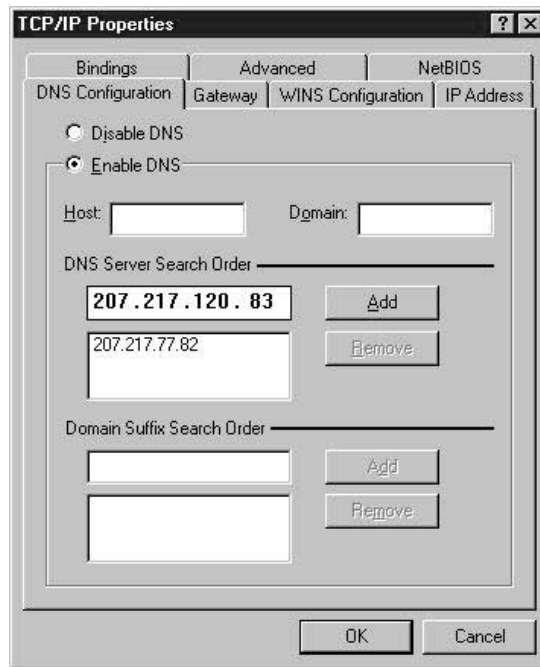 TCP/IP Properties
Bindings Advanced NetBIOS
DNS Configuration Gateway WINS Configuration IP Address
Disable DNS
Enable DNS
Host: Domain:
DNS Server Search Order
207.217.120.83 Add
207.217.77.82 Remove
Domain Suffix Search Order
Add
Remove
OK Cancel